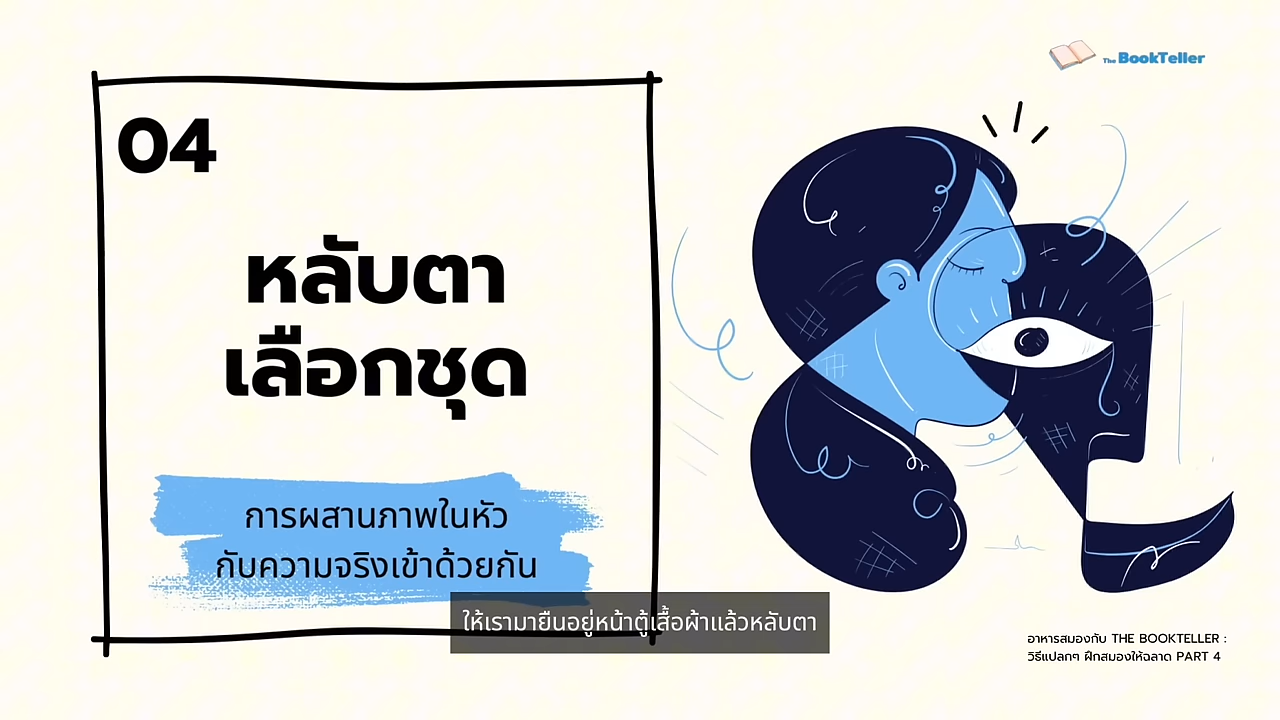 The BookTeller
04
หลับตา
เลือกชุด
การผสานภาพในหัว
กับความจริงเข้าด้วยกัน
ให้เรามายืนอยู่หน้าตู้เสื้อผ้าแล้วหลับตา
อาหารสมองกับ THE BOOKTELLER :
วิธีแปลกๆ ฝึกสมองให้ฉลาด PART 4